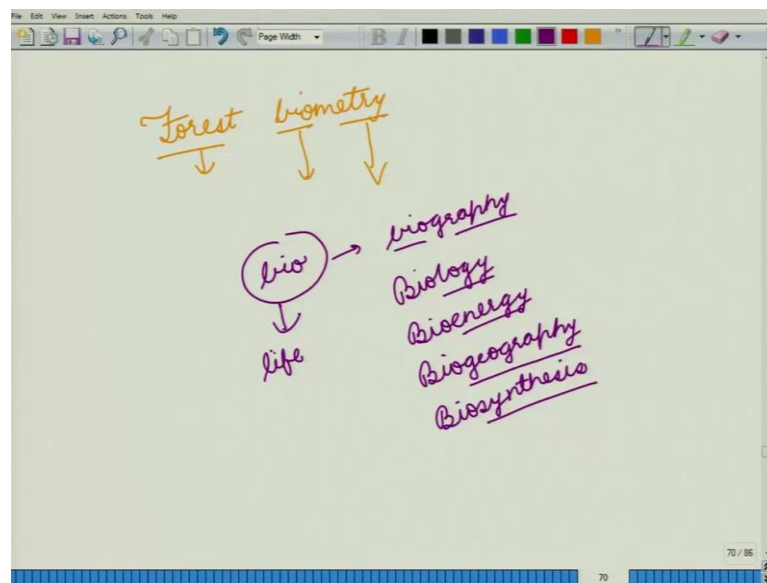 File Edit View Insert Actions Tools Help
Page Width B I
Forest biometry
bio
life
biography
Biology
Bioenergy
Biogeography
Biosynthesis
70 / 86
70